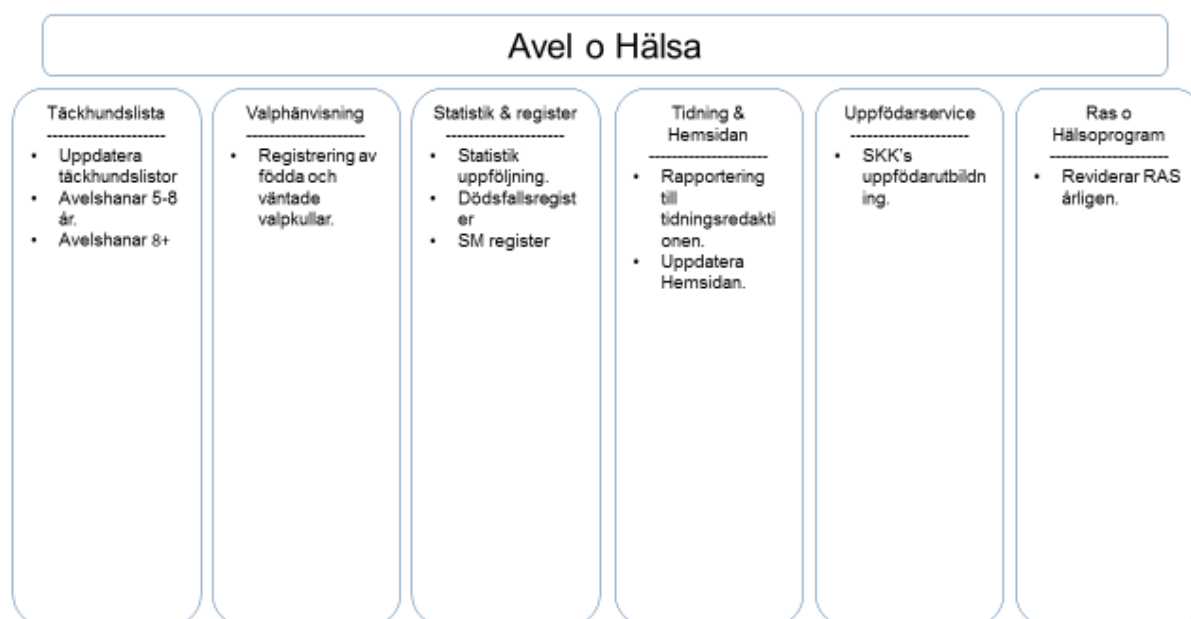 Avel o Hälsa
Täckhundslista
---------------------
• Uppdatera
täckhundslistor
• Avelshanar 5-8
år.
• Avelshanar 8+
Valphänvisning
---------------------
• Registrering av
födda och
väntade
valpkullar.
Statistik & register
---------------------
• Statistik
uppföljning.
• Dödsfallsregist
er
• SM register
Tidning &
Hemsidan
---------------------
• Rapportering
till
tidningsredakti
onen.
• Uppdatera
Hemsidan.
Uppfödarservice
---------------------
• SKK's
uppfödarutbildn
ing.
Ras o
Hälsoprogram
---------------------
• Reviderar RAS
årligen.